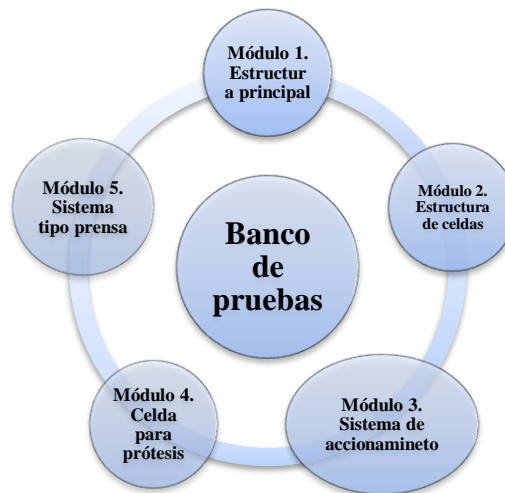 Módulo 1.
Estructur
a principal
Módulo 2.
Estructura
de celdas
Módulo 3.
Sistema de
accionamineto
Módulo 4.
Celda
para
prótesis
Módulo 5.
Sistema
tipo prensa
Banco
de
pruebas